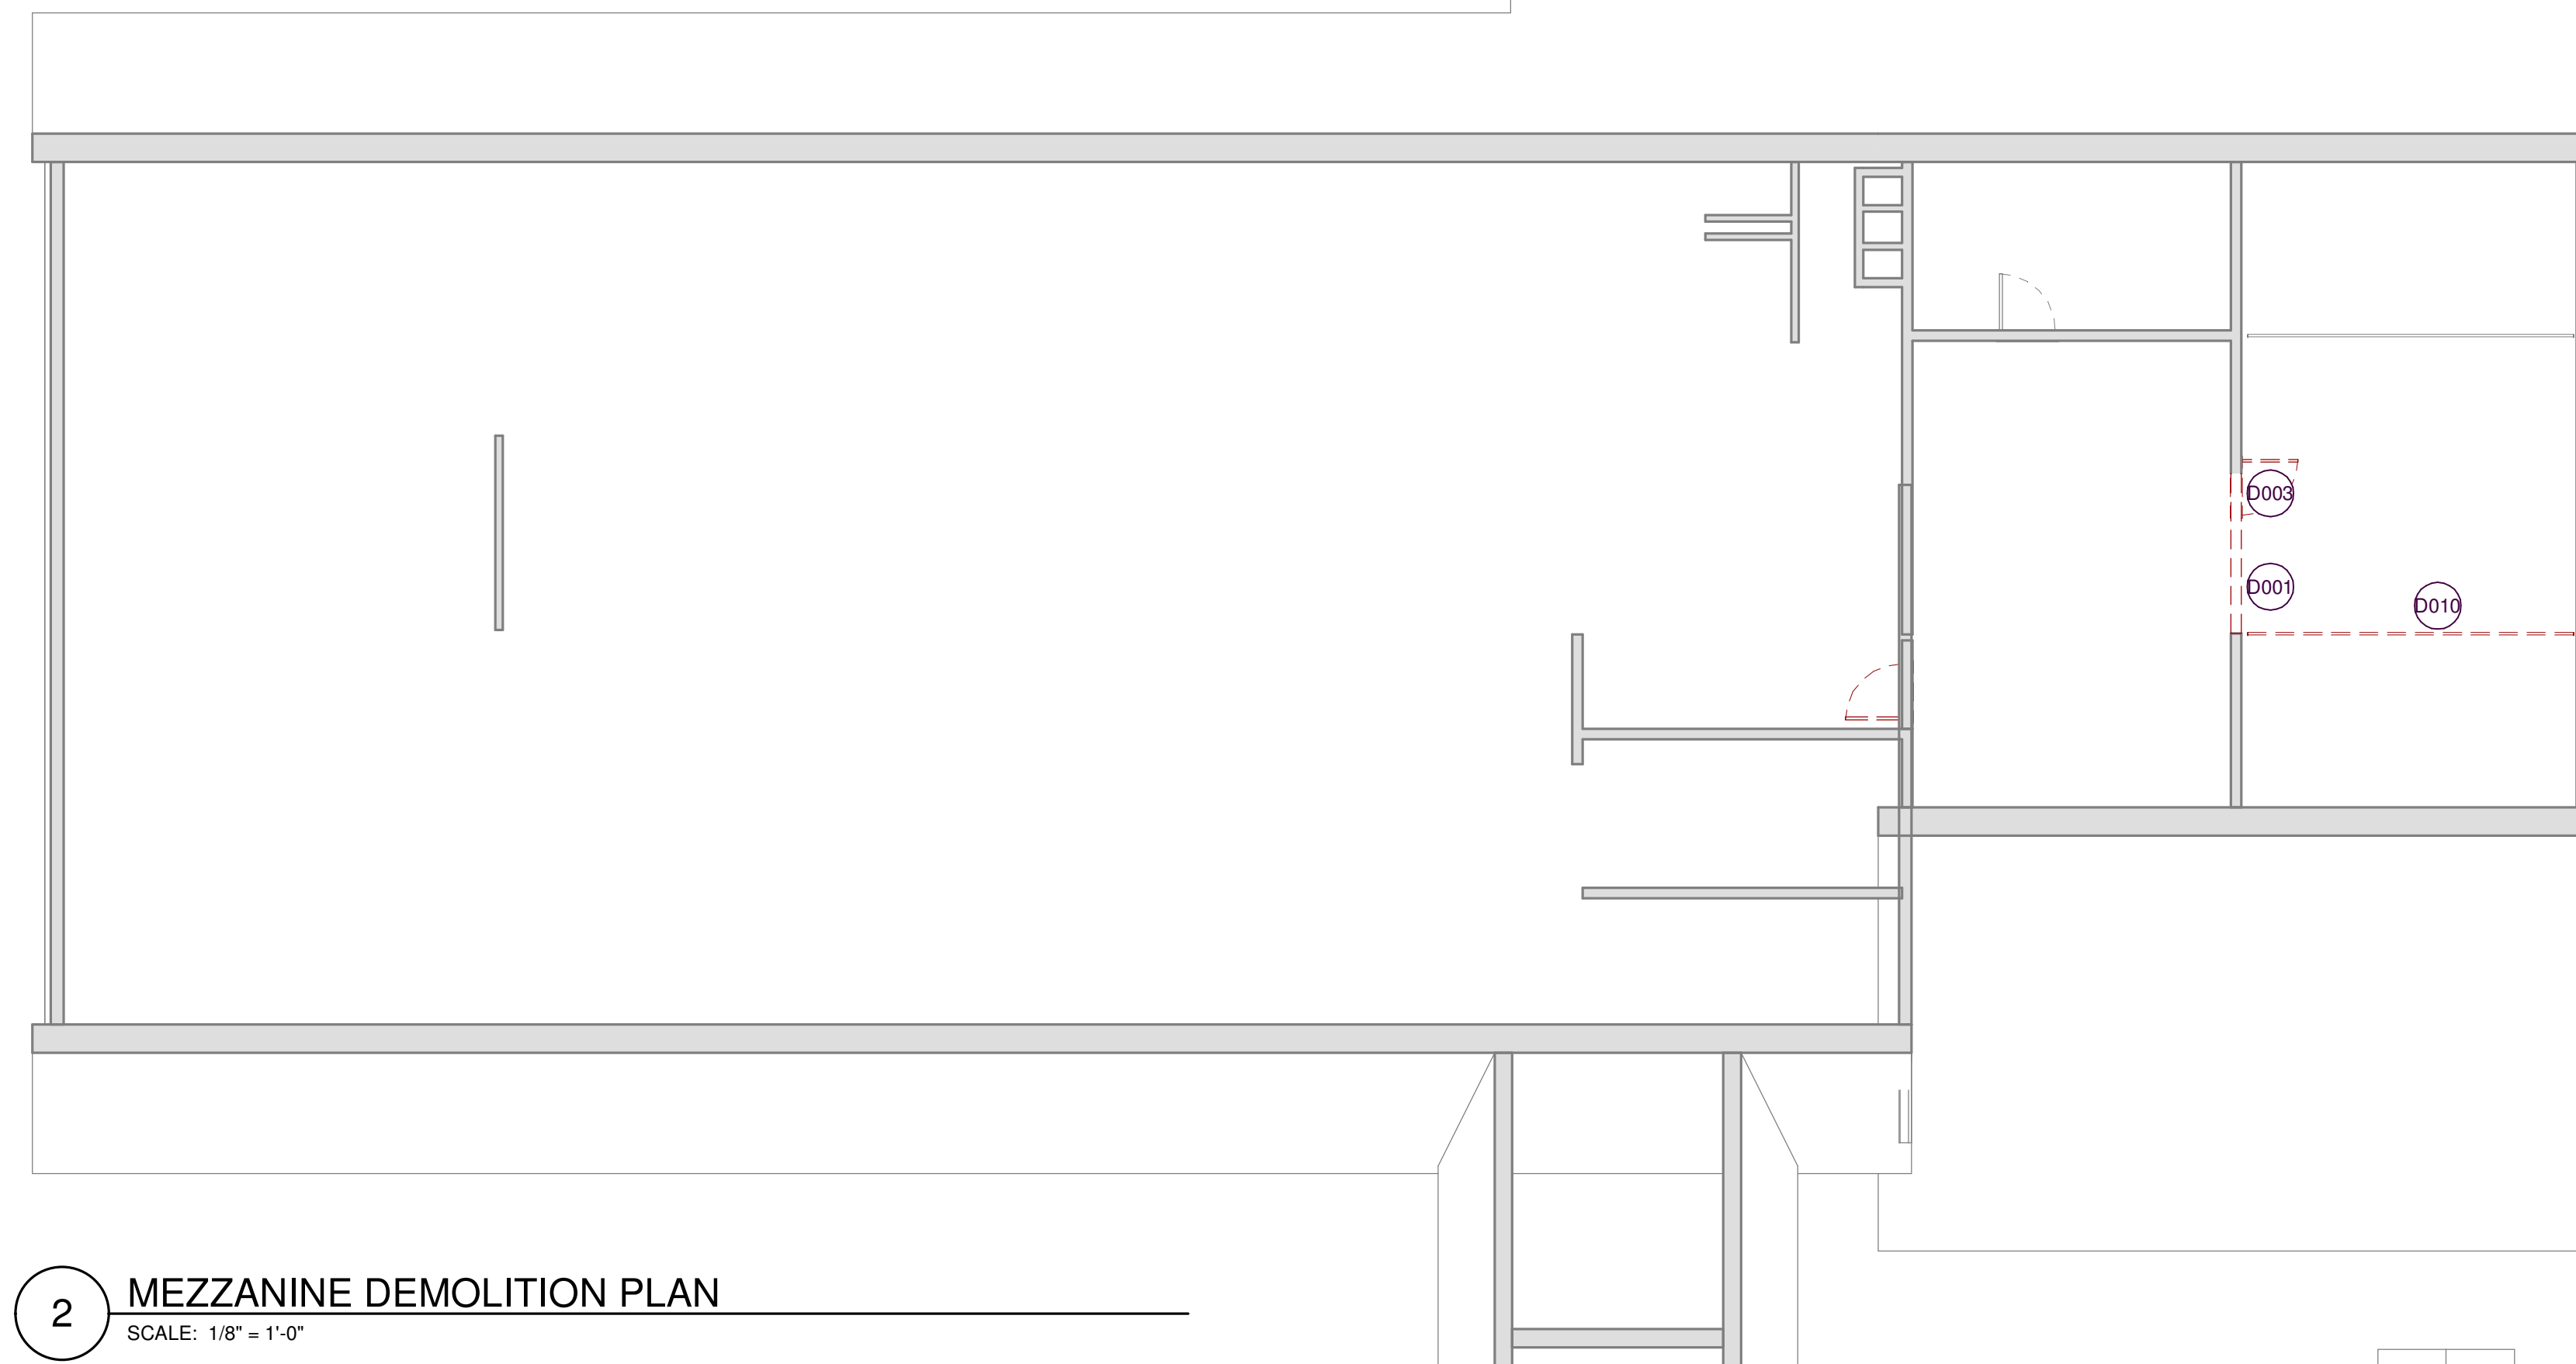 D003
D001
D010
2
MEZZANINE DEMOLITION PLAN
SCALE: 1/8" = 1'-0"